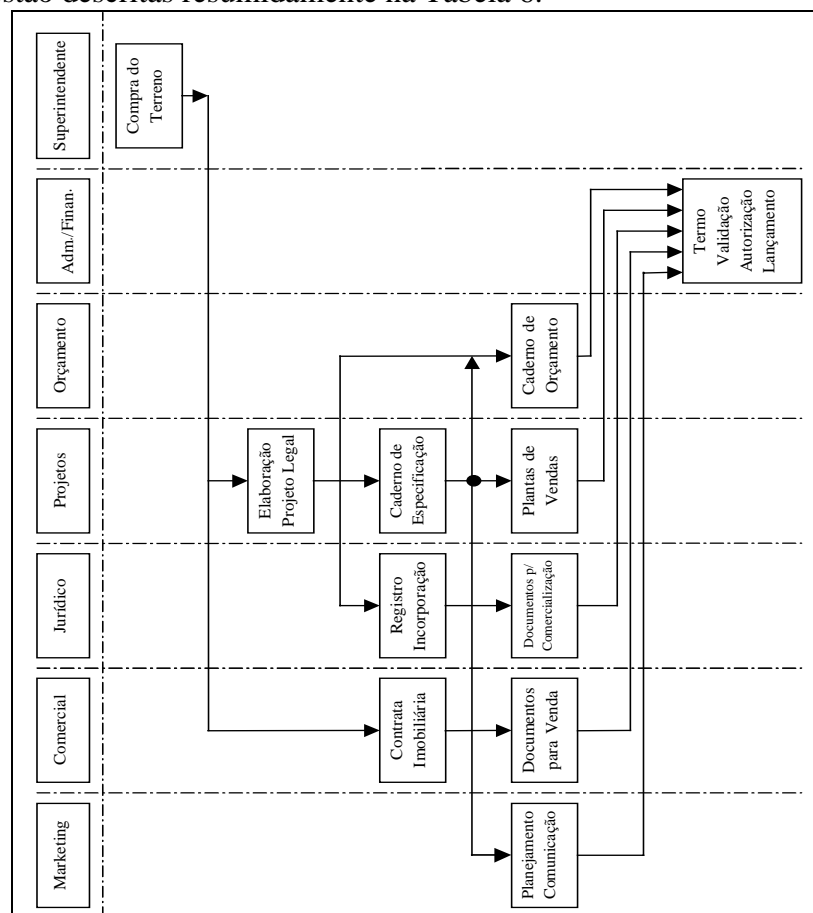 estão descritas resumidamente na Tabela 6.
Superintendente
Compra do
Terreno
Adm./Finan.
Termo
Validação
Autorização
Lançamento
Orçamento
Caderno de
Orçamento
Projetos
Elaboração
Projeto Legal
Caderno de
Especificação
Plantas de
Vendas
Jurídico
Registro
Incorporação
Documentos p/
Comercialização
Comercial
Contrata
Imobiliária
Documentos
para Venda
Marketing
Planejamento
Comunicação